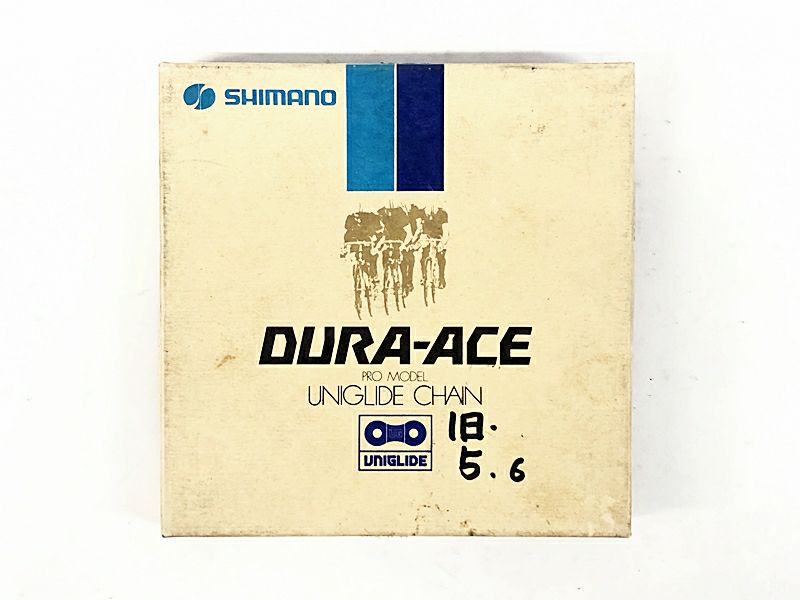 SHIMANO
DURA-ACE
PRO MODEL
UNIGLIDE CHAIN
UNIGLIDE
旧.
5.6